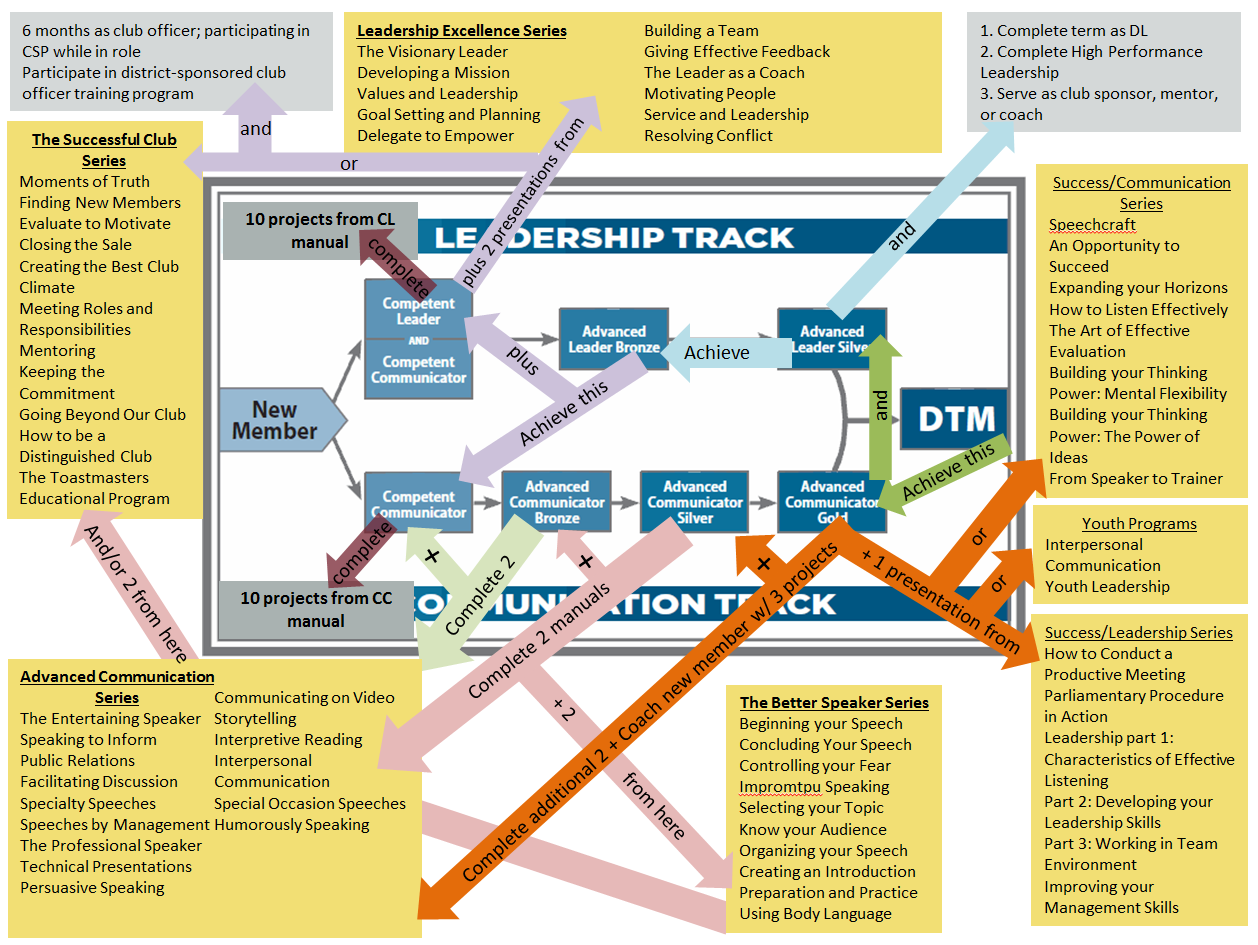 6 months as club officer; participating in
CSP while in role
Participate in district-sponsored club
officer training program
Leadership Excellence Series
The Visionary Leader
Developing a Mission
Values and Leadership
Goal Setting and Planning
Delegate to Empower
Building a Team
Giving Effective Feedback
The Leader as a Coach
Motivating People
Service and Leadership
Resolving Conflict
1. Complete term as DL
2. Complete High Performance
Leadership
3. Serve as club sponsor, mentor,
or coach
and
or
plus 2 presentations from
The Successful Club
Series
Moments of Truth
Finding New Members
Evaluate to Motivate
Closing the Sale
Creating the Best Club
Climate
Meeting Roles and
Responsibilities
Mentoring
Keeping the
Commitment
Going Beyond Our Club
How to be a
Distinguished Club
The Toastmasters
Educational Program
10 projects from CL
manual
LEADERSHIP TRACK
complete
and
Competent
Leader
AND
Competent
Communicator
Advanced
Leader Bronze
Achieve
Advanced
Leader Silver
plus
Achieve this
and
New
Member
DTM
Achieve this
Competent
Communicator
Advanced
Communicator
Bronze
Advanced
Communicator
Silver
Advanced
Communicator
Gold
complete
+
Complete 2
+
Complete 2 manuals
+
Complete additional 2 + Coach new member w/ 3 projects
+ 1 presentation from
or
or
10 projects from CC
manual
COMMUNICATION TRACK
And/or 2 from here
+ 2
from here
Success/Communication
Series
Speechcraft
An Opportunity to
Succeed
Expanding your Horizons
How to Listen Effectively
The Art of Effective
Evaluation
Building your Thinking
Power: Mental Flexibility
Building your Thinking
Power: The Power of
Ideas
From Speaker to Trainer
Youth Programs
Interpersonal
Communication
Youth Leadership
Success/Leadership Series
How to Conduct a
Productive Meeting
Parliamentary Procedure
in Action
Leadership part 1:
Characteristics of Effective
Listening
Part 2: Developing your
Leadership Skills
Part 3: Working in Team
Environment
Improving your
Management Skills
Advanced Communication
Series
The Entertaining Speaker
Speaking to Inform
Public Relations
Facilitating Discussion
Specialty Speeches
Speeches by Management
The Professional Speaker
Technical Presentations
Persuasive Speaking
Communicating on Video
Storytelling
Interpretive Reading
Interpersonal
Communication
Special Occasion Speeches
Humorously Speaking
The Better Speaker Series
Beginning your Speech
Concluding Your Speech
Controlling your Fear
Impromtpu Speaking
Selecting your Topic
Know your Audience
Organizing your Speech
Creating an Introduction
Preparation and Practice
Using Body Language